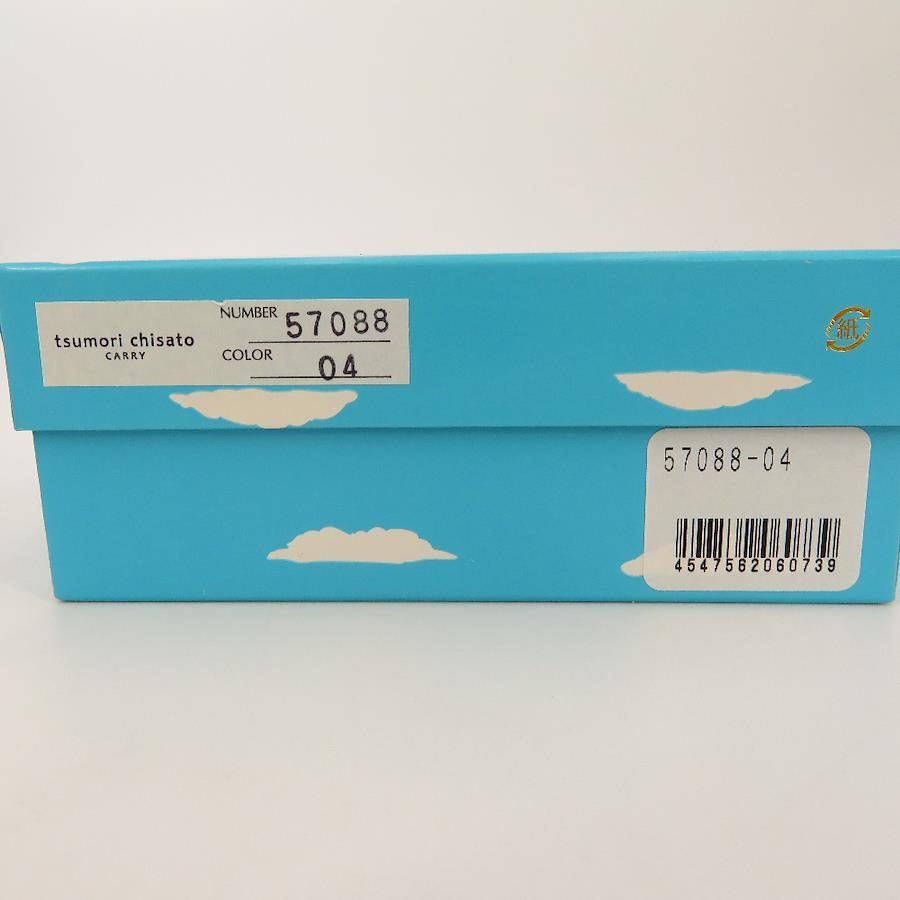 tsumori chisato
CARRY
NUMBER 57088
COLOR 04
紙
57088-04
4547562060739